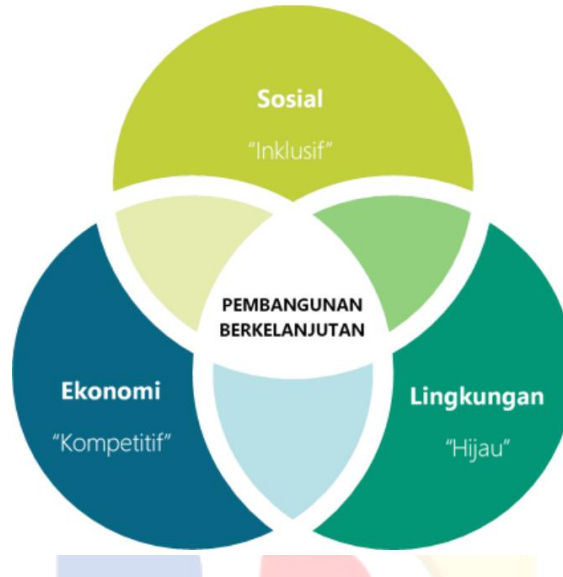 Sosial
“Inklusif”
PEMBANGUNAN
BERKELANJUTAN
Ekonomi
“Kompetitif”
Lingkungan
“Hijau”